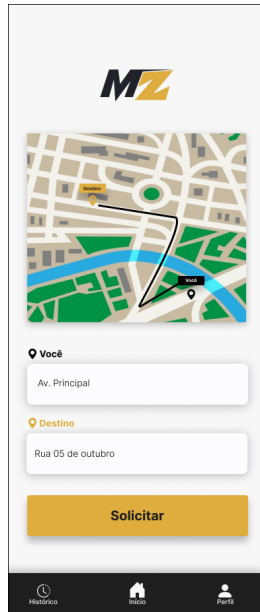 MZ
Destino
Você
Você
Av. Principal
Destino
Rua 05 de outubro
Solicitar
Histórico
Início
Perfil